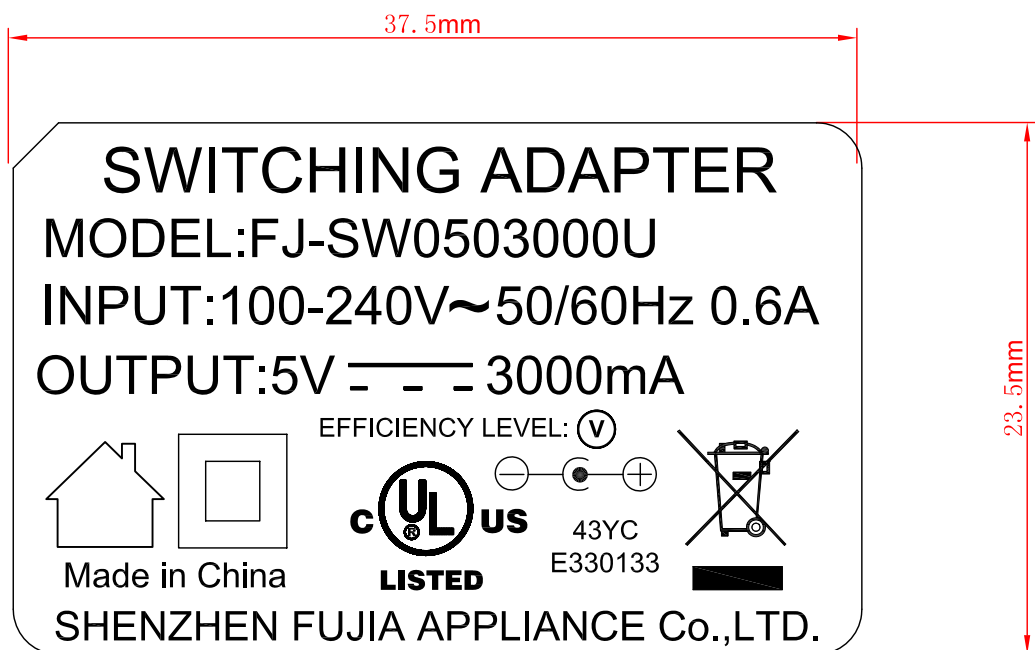 37.5mm
SWITCHING ADAPTER
MODEL:FJ-SW0503000U
INPUT:100-240V~50/60Hz 0.6A
OUTPUT:5V ⎓ 3000mA
EFFICIENCY LEVEL: V
23.5mm
C UL ® US
LISTED
43YC
E330133
Made in China
SHENZHEN FUJIA APPLIANCE Co.,LTD.